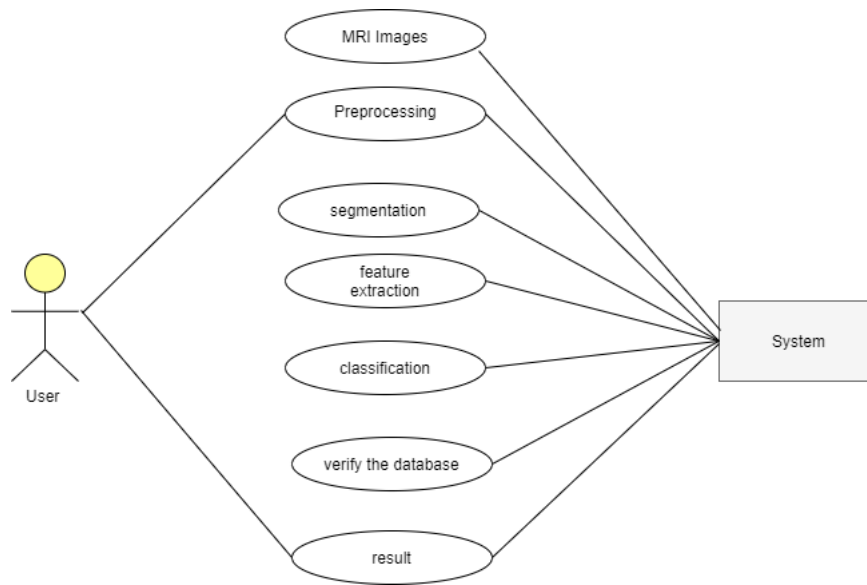 MRI Images
Preprocessing
segmentation
feature
extraction
System
classification
User
verify the database
result